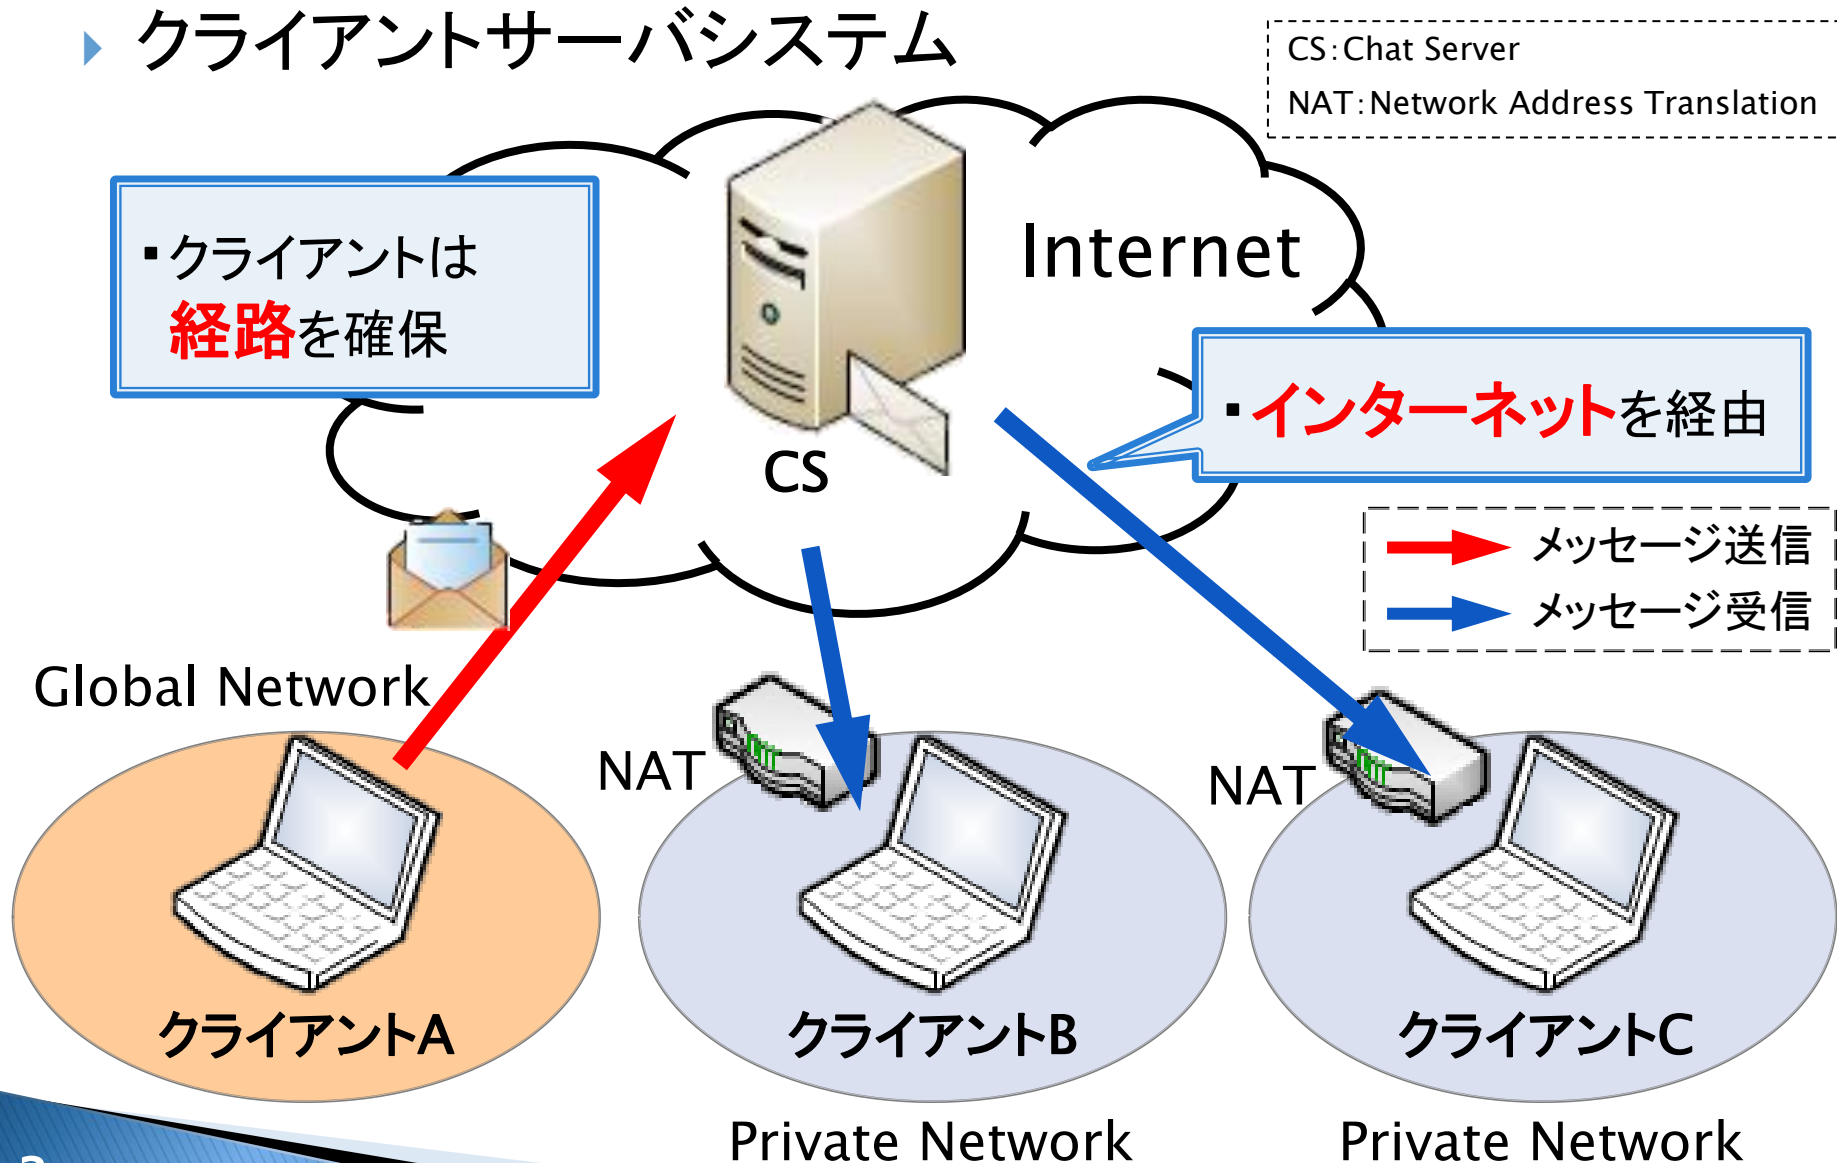 クライアントサーバシステム
CS:Chat Server
NAT:Network Address Translation
▪クライアントは
経路を確保
Internet
▪インターネットを経由
CS
メッセージ送信
メッセージ受信
Global Network
NAT
NAT
クライアントA
クライアントB
クライアントC
Private Network
Private Network